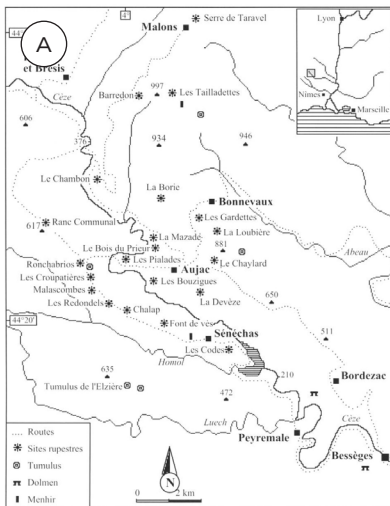 A
4°
44°
Serre de Taravel
Malons
Lyon
et Bresis
Nîmes
Marseille
Cèze
997
Les Tailladettes
Barredon
606
376
934
946
Le Chambon
La Borie
Bonnevaux
Ranc Communal
617
Les Gardettes
La Loubière
La Mazade
Le Bois du Prieur
881
Abeau
Ronchabrios
Les Pialades
Le Chaylard
Aujac
Les Croupatières
Les Bouzigues
Malascombes
La Devèze
650
Les Redondels
Chalap
44°20'
Font de vès
Sénéchas
511
Les Codes
Homol
635
210
Bordezac
Tumulus de l'Elzière
472
Luech
Cèze
Peyremale
Bessèges
Routes
Sites rupestres
Tumulus
Dolmen
Menhir
N
0 2 km